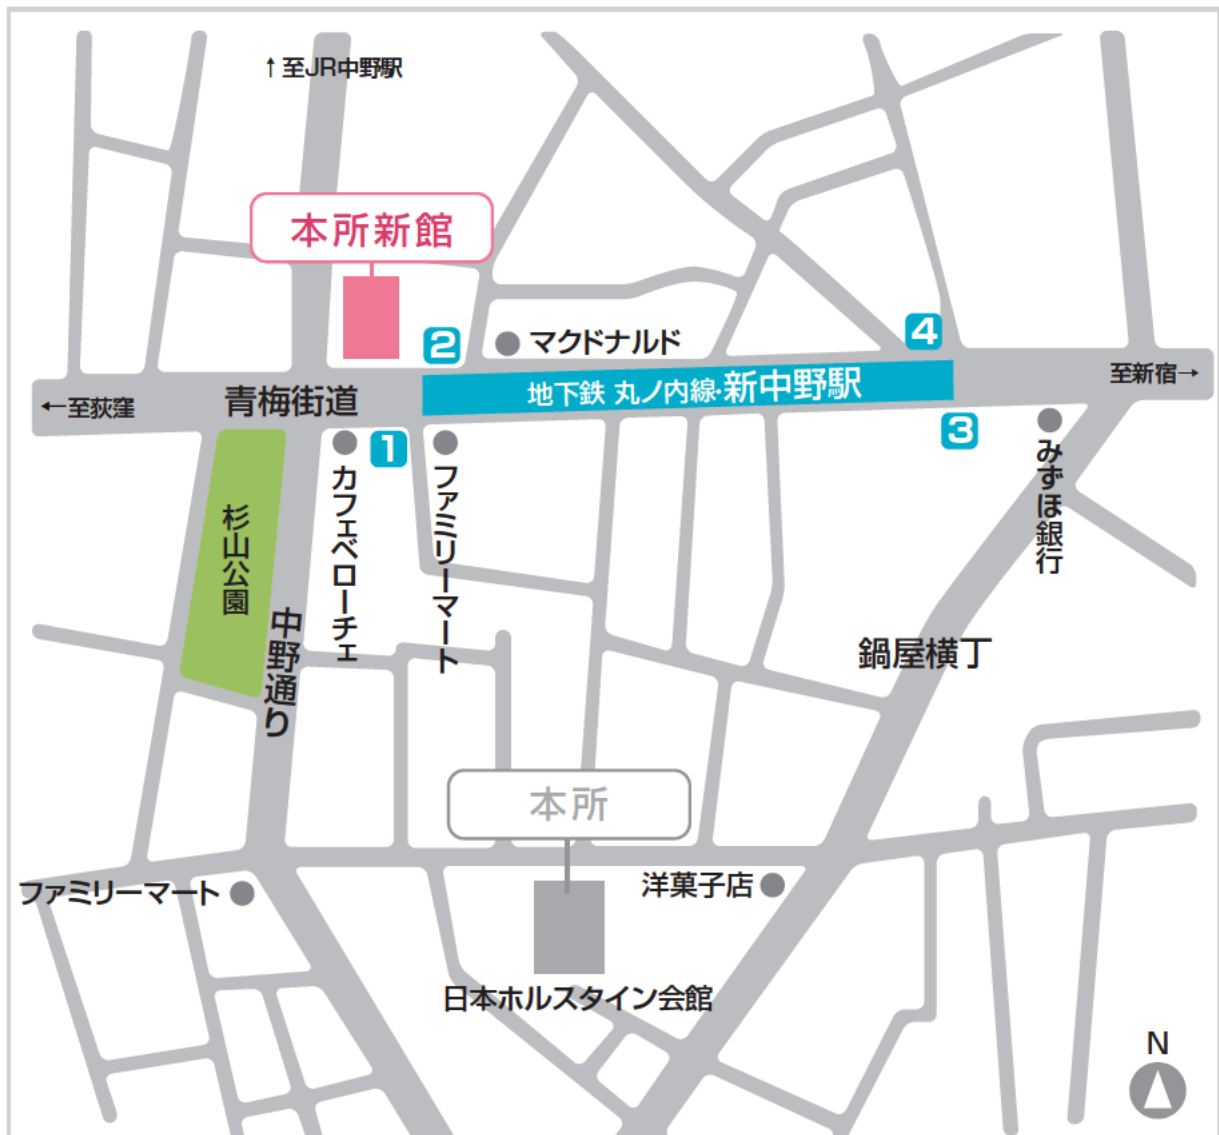 ↑至JR中野駅
本所新館
2
マクドナルド
4
地下鉄 丸ノ内線・新中野駅
至新宿→
←至荻窪
青梅街道
1
3
カフェベローチェ
ファミリーマート
みずほ銀行
杉山公園
中野通り
鍋屋横丁
本所
ファミリーマート
洋菓子店
日本ホルスタイン会館
N